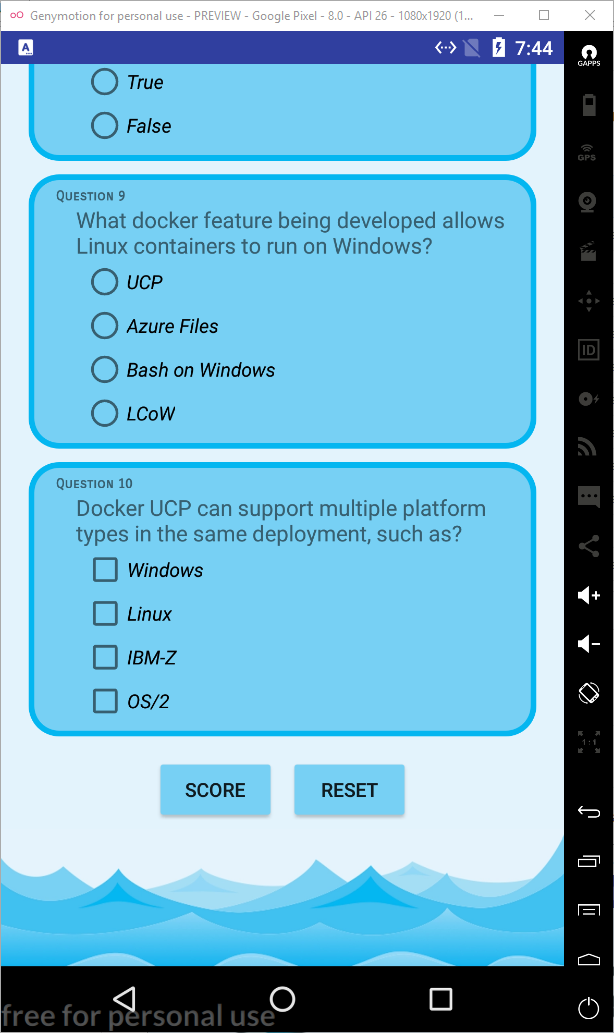 Genymotion for personal use - PREVIEW - Google Pixel - 8.0 - API 26 - 1080x1920 (1...
A
7:44
GAPPS
True
False
GPS
QUESTION 9
What docker feature being developed allows
Linux containers to run on Windows?
UCP
Azure Files
ID
Bash on Windows
LCoW
QUESTION 10
Docker UCP can support multiple platform
types in the same deployment, such as?
Windows
Linux
IBM-Z
OS/2
1:1
SCORE
RESET
free for personal use